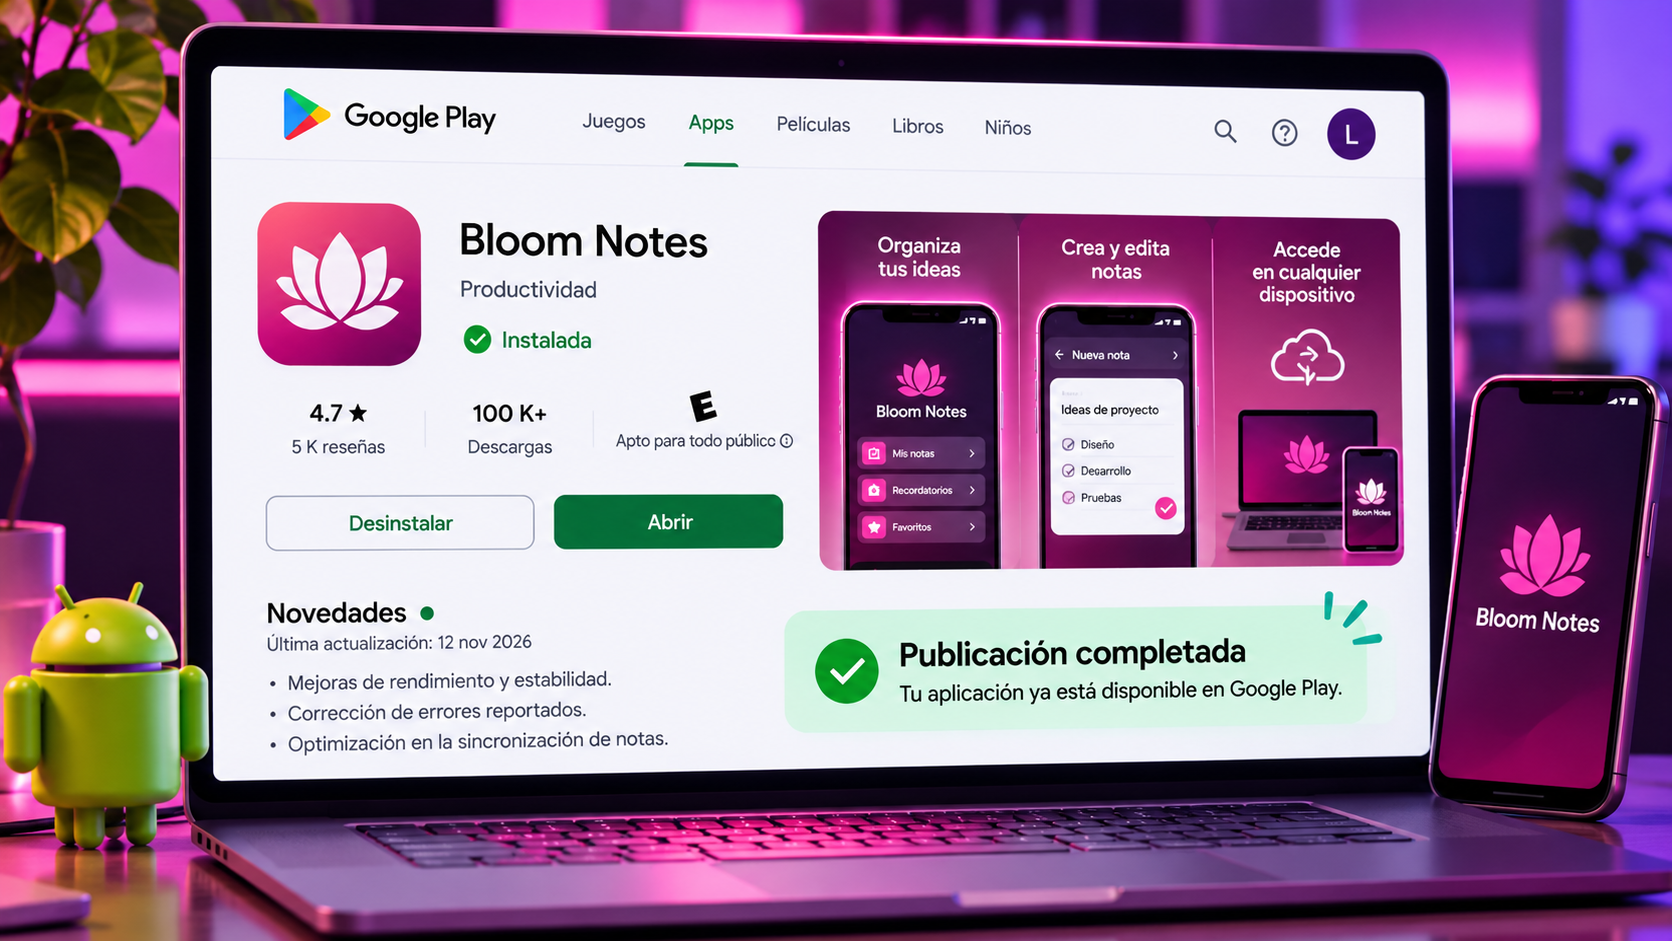 Google Play
Juegos
Apps
Películas
Libros
Niños
L
Bloom Notes
Productividad
Instalada
4.7 ★
5 K reseñas
100 K+
Descargas
E
Apto para todo público
Desinstalar
Abrir
Organiza
tus ideas
Bloom Notes
Mis notas
Recordatorios
Favoritos
Crea y edita
notas
Nueva nota
Ideas de proyecto
Diseño
Desarrollo
Pruebas
Accede
en cualquier
dispositivo
Bloom Notes
Novedades
Última actualización: 12 nov 2026
• Mejoras de rendimiento y estabilidad.
• Corrección de errores reportados.
• Optimización en la sincronización de notas.
Publicación completada
Tu aplicación ya está disponible en Google Play.
Bloom Notes